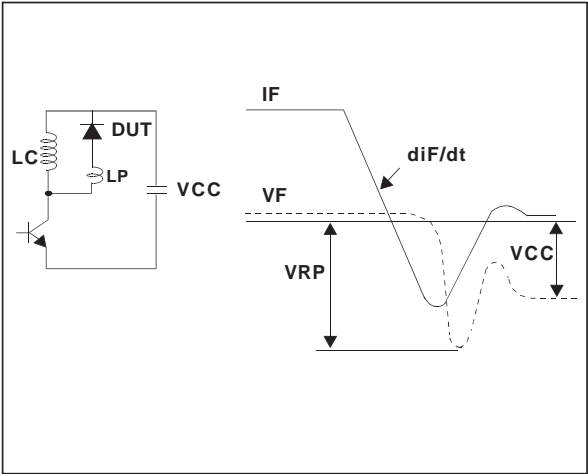 IF
DUT
diF/dt
LC
LP
VCC
VF
VCC
VRP